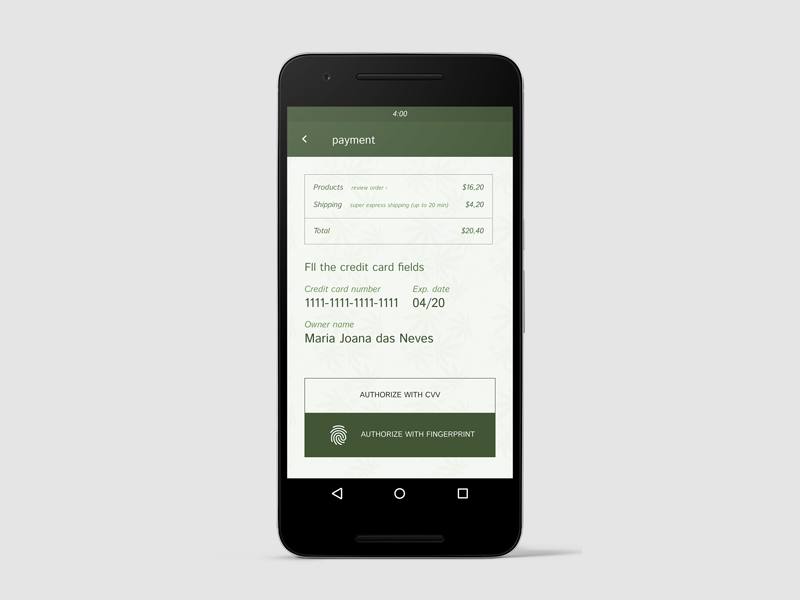 4:00
payment
Products review order › $16,20
Shipping super express shipping (up to 20 min) $4,20
Total $20,40
FIl the credit card fields
Credit card number Exp. date
1111-1111-1111-1111 04/20
Owner name
Maria Joana das Neves
AUTHORIZE WITH CVV
AUTHORIZE WITH FINGERPRINT